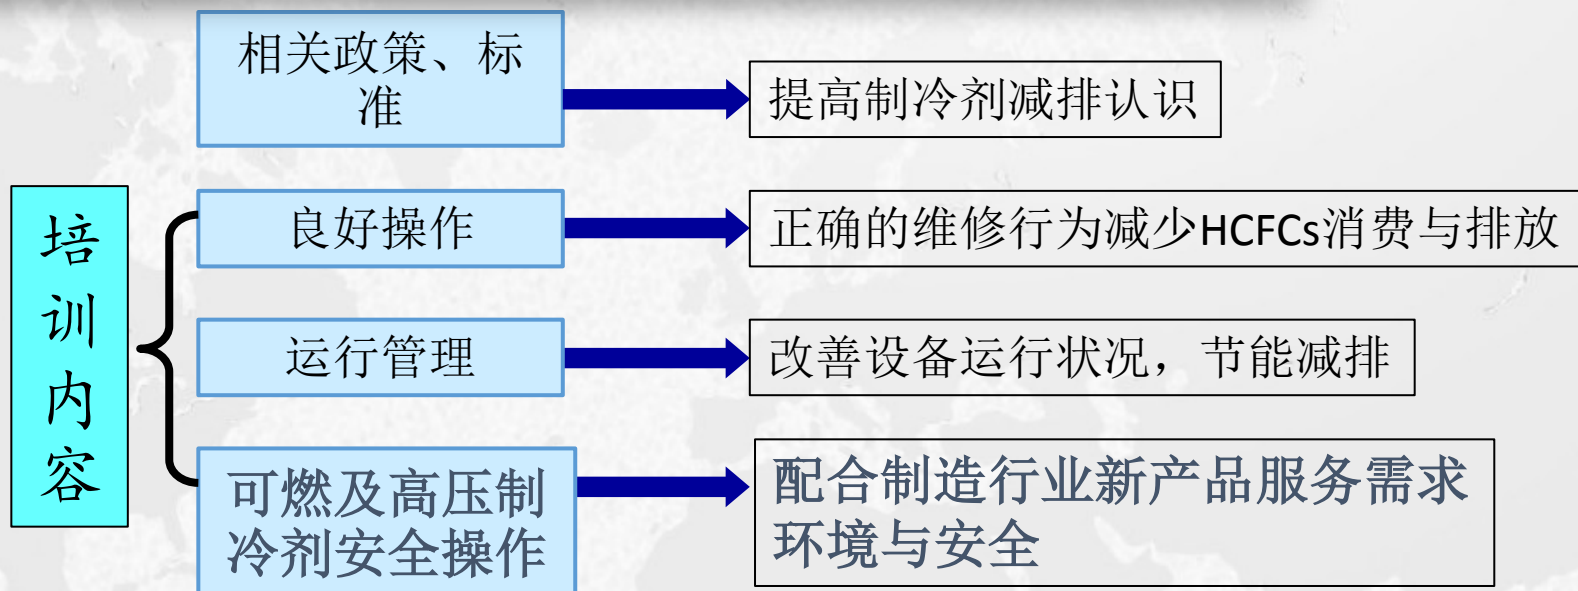 相关政策、标
准
提高制冷剂减排认识
培
训
内
容
良好操作
正确的维修行为减少HCFCs消费与排放
运行管理
改善设备运行状况，节能减排
可燃及高压制
冷剂安全操作
配合制造行业新产品服务需求
环境与安全